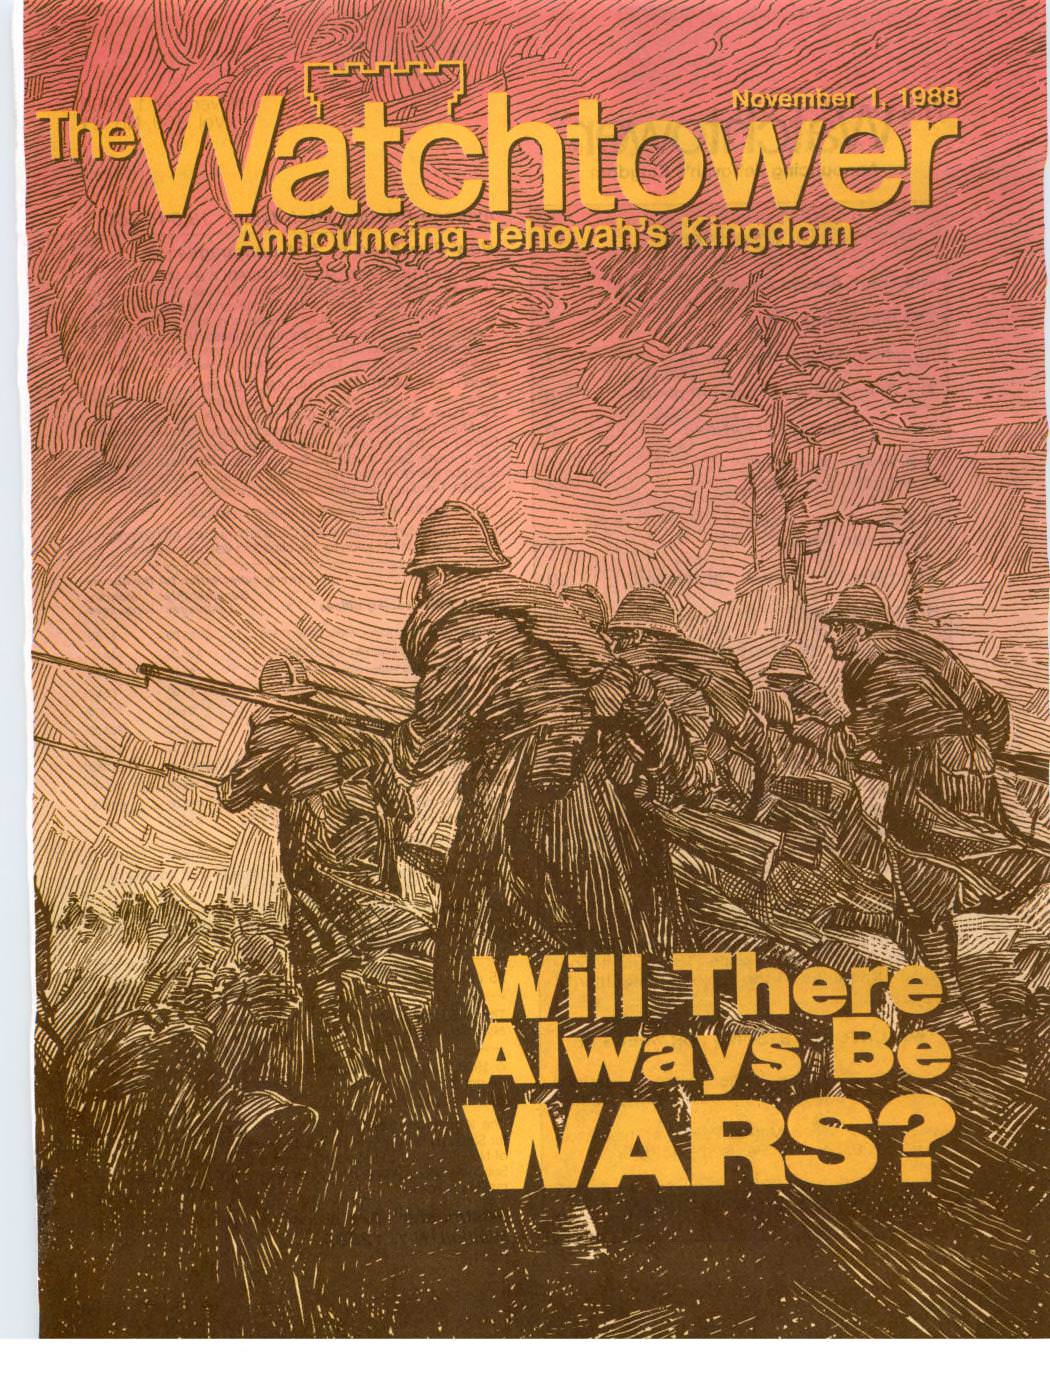 November 1, 1988
The Watchtower
Announcing Jehovah's Kingdom
Will There
Always Be
WARS?